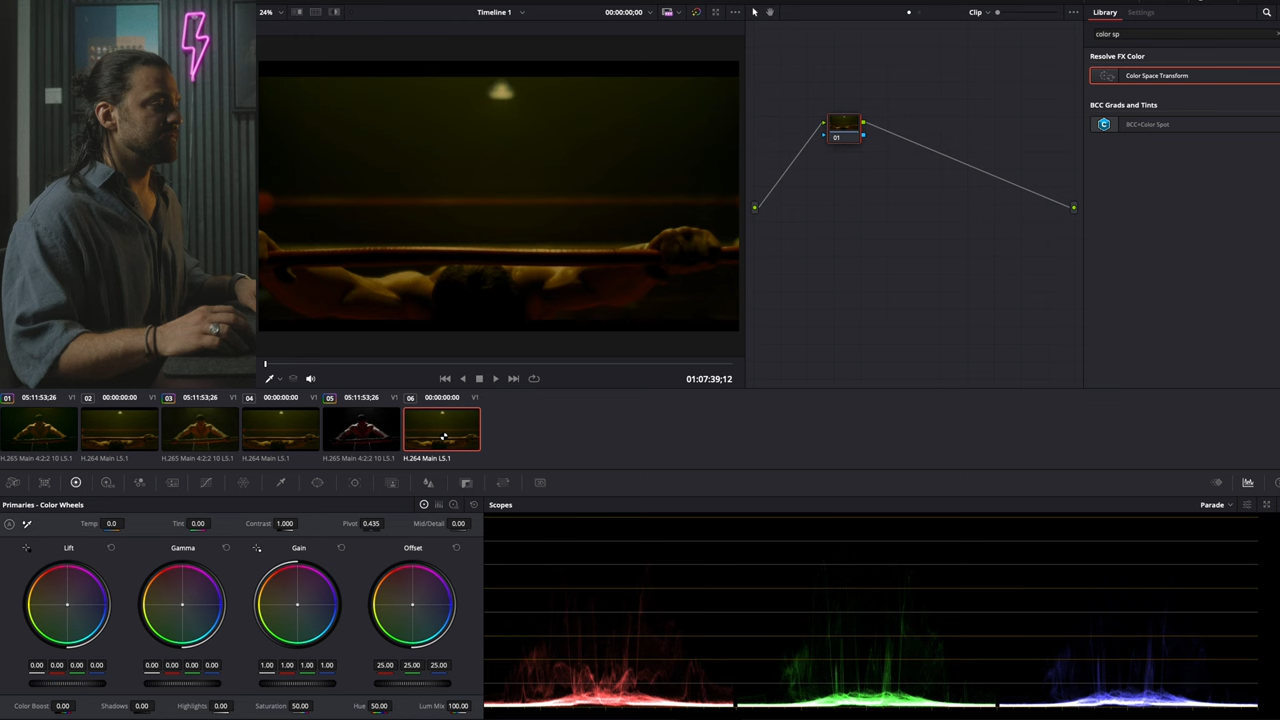 24%
Timeline 1
00:00:00;00
Clip
Library
Settings
color sp
Resolve FX Color
Color Space Transform
BCC Grads and Tints
BCC+Color Spot
01
01:07:39;12
01 05:11:53;26 V1
02 00:00:00:00 V1
03 05:11:53;26 V1
04 00:00:00:00 V1
05 05:11:53;26 V1
06 00:00:00:00 V1
H.265 Main 4:2:2 10 L5.1
H.264 Main L5.1
H.265 Main 4:2:2 10 L5.1
H.264 Main L5.1
H.265 Main 4:2:2 10 L5.1
H.264 Main L5.1
Primaries - Color Wheels
Scopes
Parade
Temp 0.0
Tint 0.00
Contrast 1.000
Pivot 0.435
Mid/Detail 0.00
Lift
Gamma
Gain
Offset
0.00 0.00 0.00 0.00
0.00 0.00 0.00 0.00
1.00 1.00 1.00 1.00
25.00 25.00 25.00
Color Boost 0.00
Shadows 0.00
Highlights 0.00
Saturation 50.00
Hue 50.00
Lum Mix 100.00